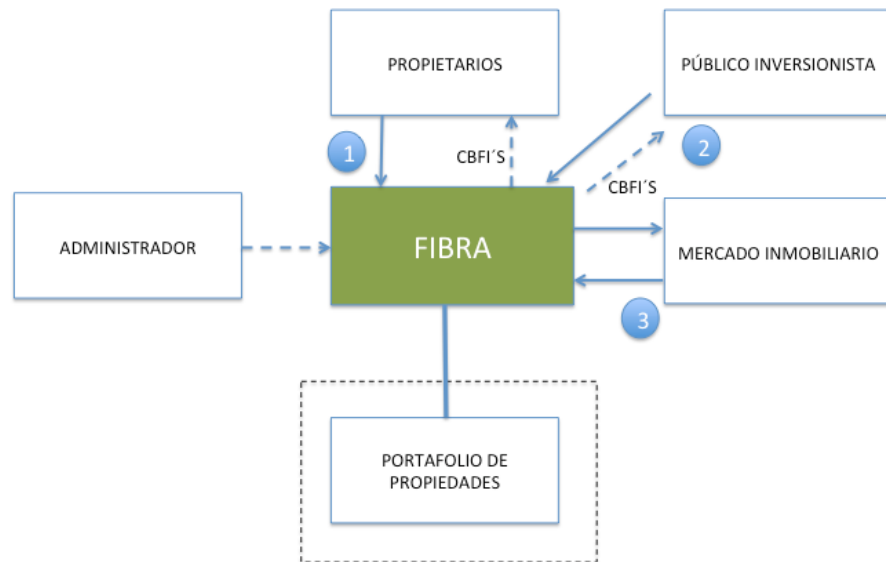 PROPIETARIOS
PÚBLICO INVERSIONISTA
1
CBFI´S
2
CBFI´S
ADMINISTRADOR
FIBRA
MERCADO INMOBILIARIO
3
PORTAFOLIO DE
PROPIEDADES